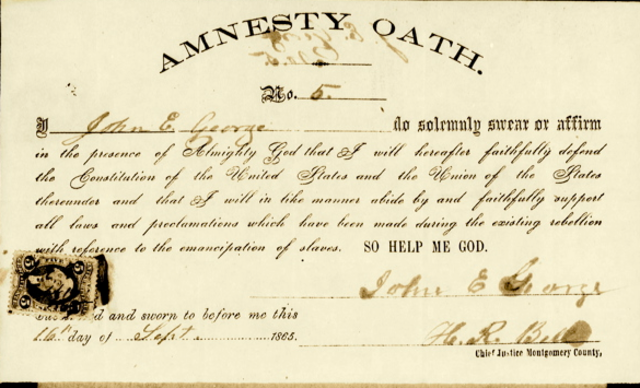 AMNESTY OATH.
No. 5.
I John E. George do solemnly swear or affirm
in the presence of Almighty God that I will hereafter faithfully defend
the Constitution of the United States and the Union of the States
thereunder and that I will in like manner abide by and faithfully support
all laws and proclamations which have been made during the existing rebellion
with reference to the emancipation of slaves. SO HELP ME GOD.
John E George
and sworn to before me this
16th day of Sept 1865.
H. R. Bell
Chief Justice Montgomery County,